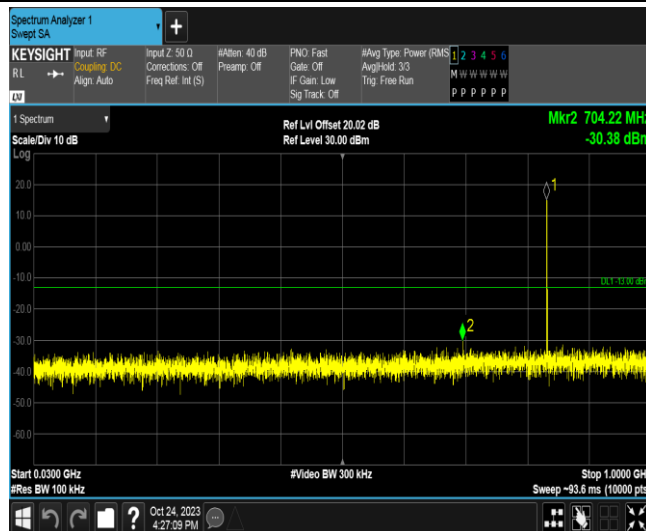 Spectrum Analyzer 1
Swept SA
+
KEYSIGHT
RL
LXI
Input: RF
Coupling: DC
Align: Auto
Input Z: 50 Ω
Corrections: Off
Freq Ref: Int (S)
#Atten: 40 dB
Preamp: Off
PNO: Fast
Gate: Off
IF Gain: Low
Sig Track: Off
#Avg Type: Power (RMS
Avg|Hold: 3/3
Trig: Free Run
1 2 3 4 5 6
M W W W W W
P P P P P P
1 Spectrum
Scale/Div 10 dB
Log
Ref Lvl Offset 20.02 dB
Ref Level 30.00 dBm
Mkr2 704.22 MHz
-30.38 dBm
20.0
10.0
0.00
-10.0
-20.0
-30.0
-40.0
-50.0
-60.0
1
2
DL1 -13.00 dBm
Start 0.0300 GHz
#Res BW 100 kHz
#Video BW 300 kHz
Stop 1.0000 GHz
Sweep ~93.6 ms (10000 pts
?
Oct 24, 2023
4:27:09 PM